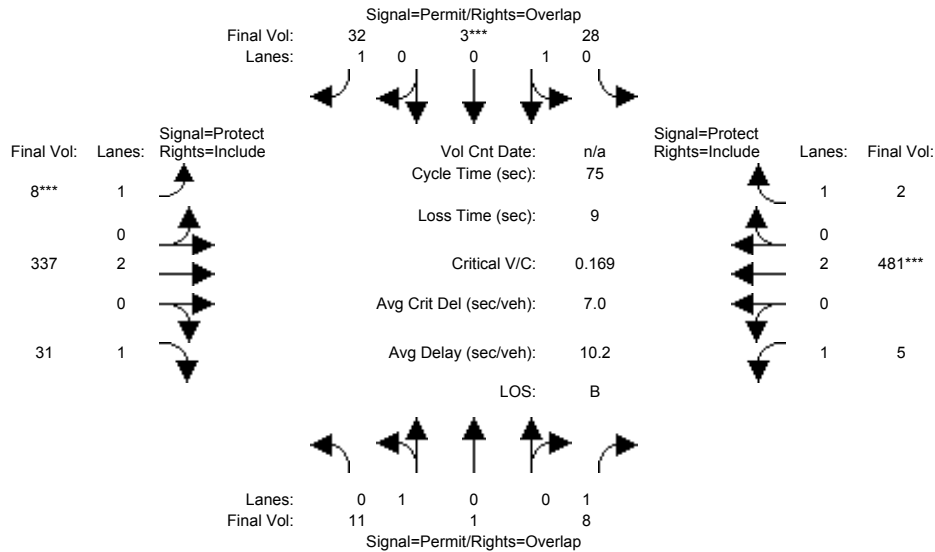 Signal=Permit/Rights=Overlap
Final Vol: 32 3*** 28
Lanes: 1 0 0 1 0
Signal=Protect
Final Vol: Lanes: Rights=Include
Vol Cnt Date: n/a
Signal=Protect
Rights=Include Lanes: Final Vol:
Cycle Time (sec): 75
8*** 1
1 2
Loss Time (sec): 9
0
0
337 2
Critical V/C: 0.169
2 481***
0
Avg Crit Del (sec/veh): 7.0
0
31 1
Avg Delay (sec/veh): 10.2
1 5
LOS: B
Lanes: 0 1 0 0 1
Final Vol: 11 1 8
Signal=Permit/Rights=Overlap